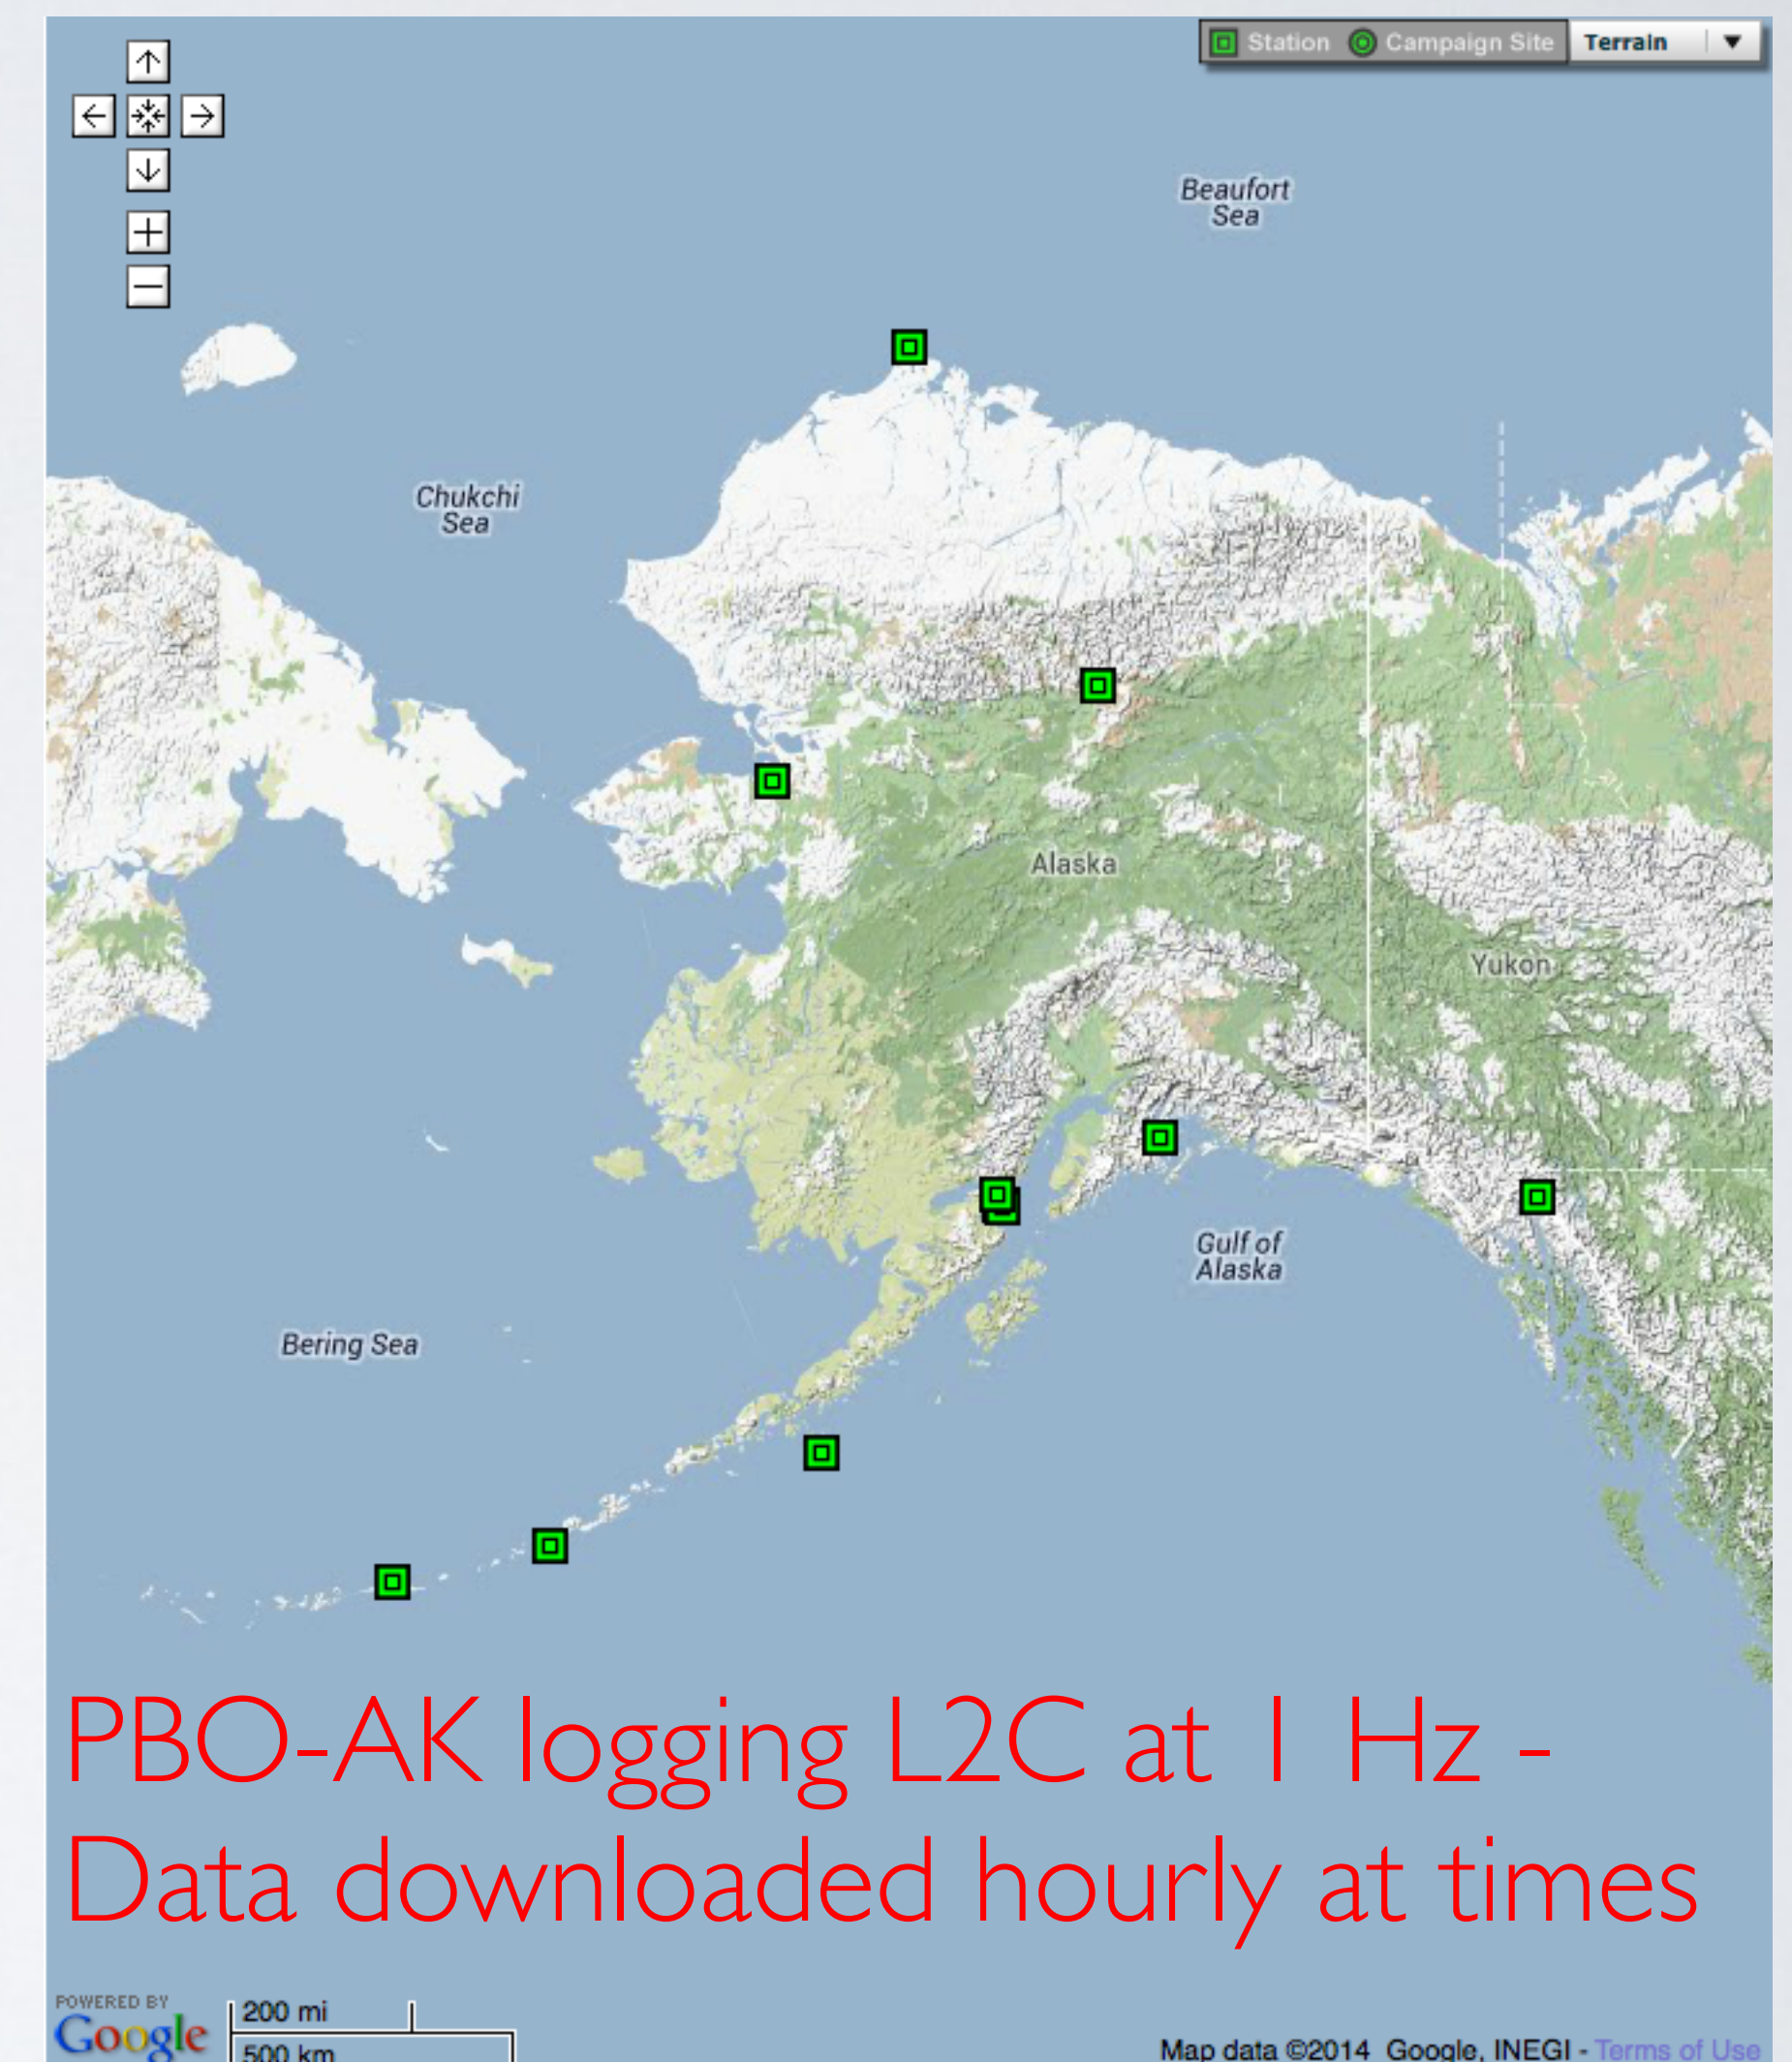 Station Campaign Site Terrain
Beaufort
Sea
Chukchi
Sea
Alaska
Yukon
Gulf of
Alaska
Bering Sea
PBO-AK logging L2C at 1 Hz -
Data downloaded hourly at times
POWERED BY
Google
200 mi
500 km
Map data ©2014 Google, INEGI - Terms of Use